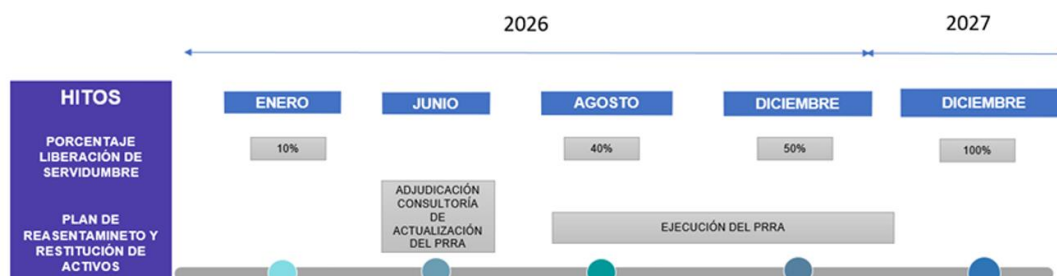 2026
2027
HITOS
ENERO
JUNIO
AGOSTO
DICIEMBRE
DICIEMBRE
PORCENTAJE
LIBERACIÓN DE
SERVIDUMBRE
10%
40%
50%
100%
PLAN DE
REASENTAMINETO Y
RESTITUCIÓN DE
ACTIVOS
ADJUDICACIÓN
CONSULTORÍA
DE
ACTUALIZACIÓN
DEL PRRA
EJECUCIÓN DEL PRRA